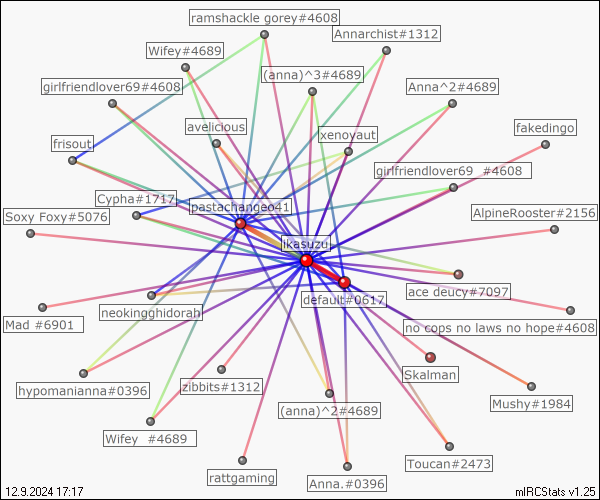 ramshackle gorey#4608
Annarchist#1312
Wifey#4689
(anna)^3#4689
girlfriendlover69#4608
Anna^2#4689
avelicious
xenoyaut
fakedingo
frisout
girlfriendlover69 _#4608
Cypha#1717
pastachangeo41
Soxy Foxy#5076
AlpineRooster#2156
ikasuzu
ace deucy#7097
default#0617
neokingghidorah
Mad #6901
no cops no laws no hope#4608
Skalman
hypomanianna#0396
zibbits#1312
(anna)^2#4689
Mushy#1984
Wifey _#4689
Toucan#2473
rattgaming
Anna.#0396
12.9.2024 17:17
mIRCStats v1.25